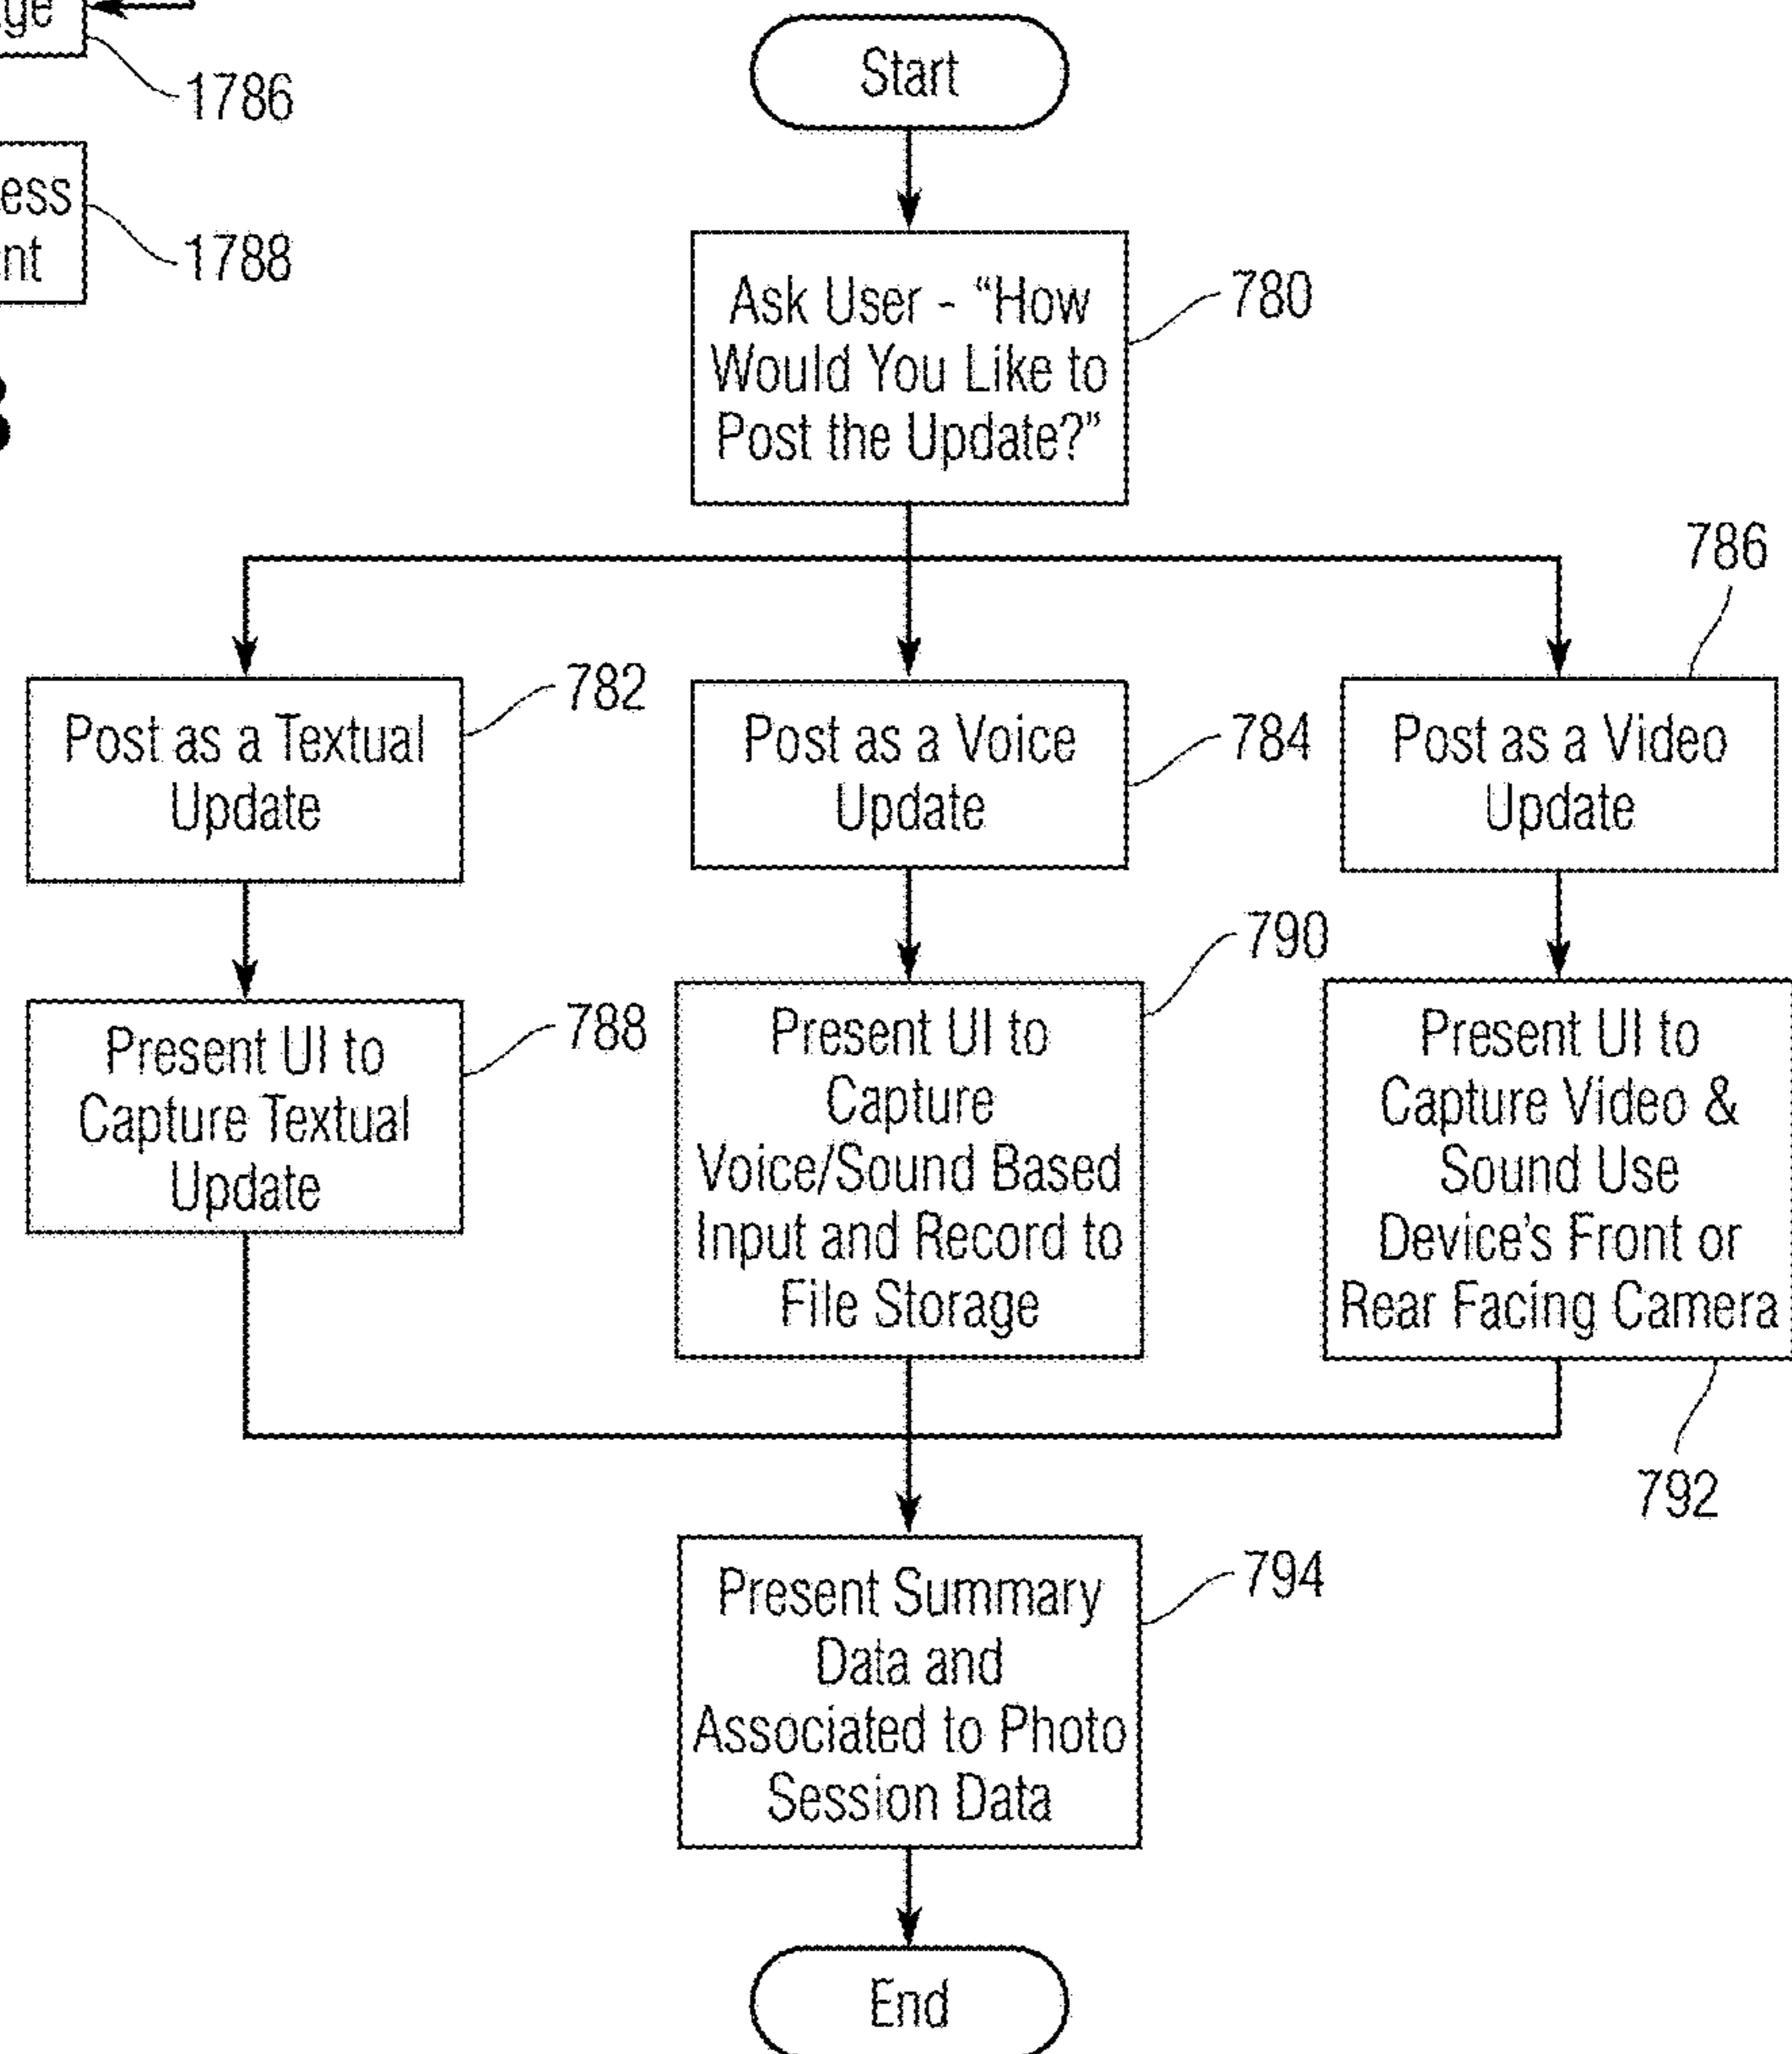 1786
1788
Start
Ask User - “How
Would You Like to
Post the Update?”
780
786
Post as a Textual
Update
782
Post as a Voice
Update
784
Post as a Video
Update
Present UI to
Capture Textual
Update
788
Present UI to
Capture
Voice/Sound Based
Input and Record to
File Storage
790
Present UI to
Capture Video &
Sound Use
Device’s Front or
Rear Facing Camera
792
Present Summary
Data and
Associated to Photo
Session Data
794
End